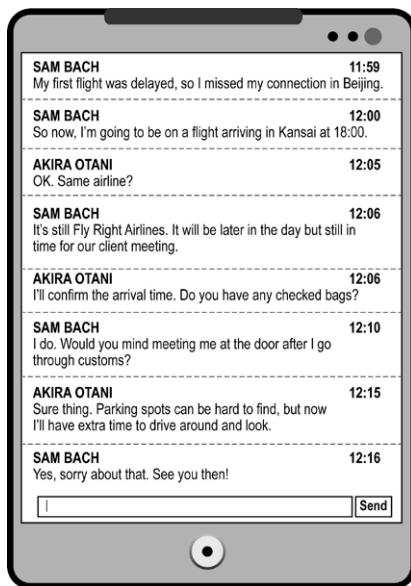 SAM BACH 11:59
My first flight was delayed, so I missed my connection in Beijing.
SAM BACH 12:00
So now, I'm going to be on a flight arriving in Kansai at 18:00.
AKIRA OTANI 12:05
OK. Same airline?
SAM BACH 12:06
It's still Fly Right Airlines. It will be later in the day but still in
time for our client meeting.
AKIRA OTANI 12:06
I'll confirm the arrival time. Do you have any checked bags?
SAM BACH 12:10
I do. Would you mind meeting me at the door after I go
through customs?
AKIRA OTANI 12:15
Sure thing. Parking spots can be hard to find, but now
I'll have extra time to drive around and look.
SAM BACH 12:16
Yes, sorry about that. See you then!
Send